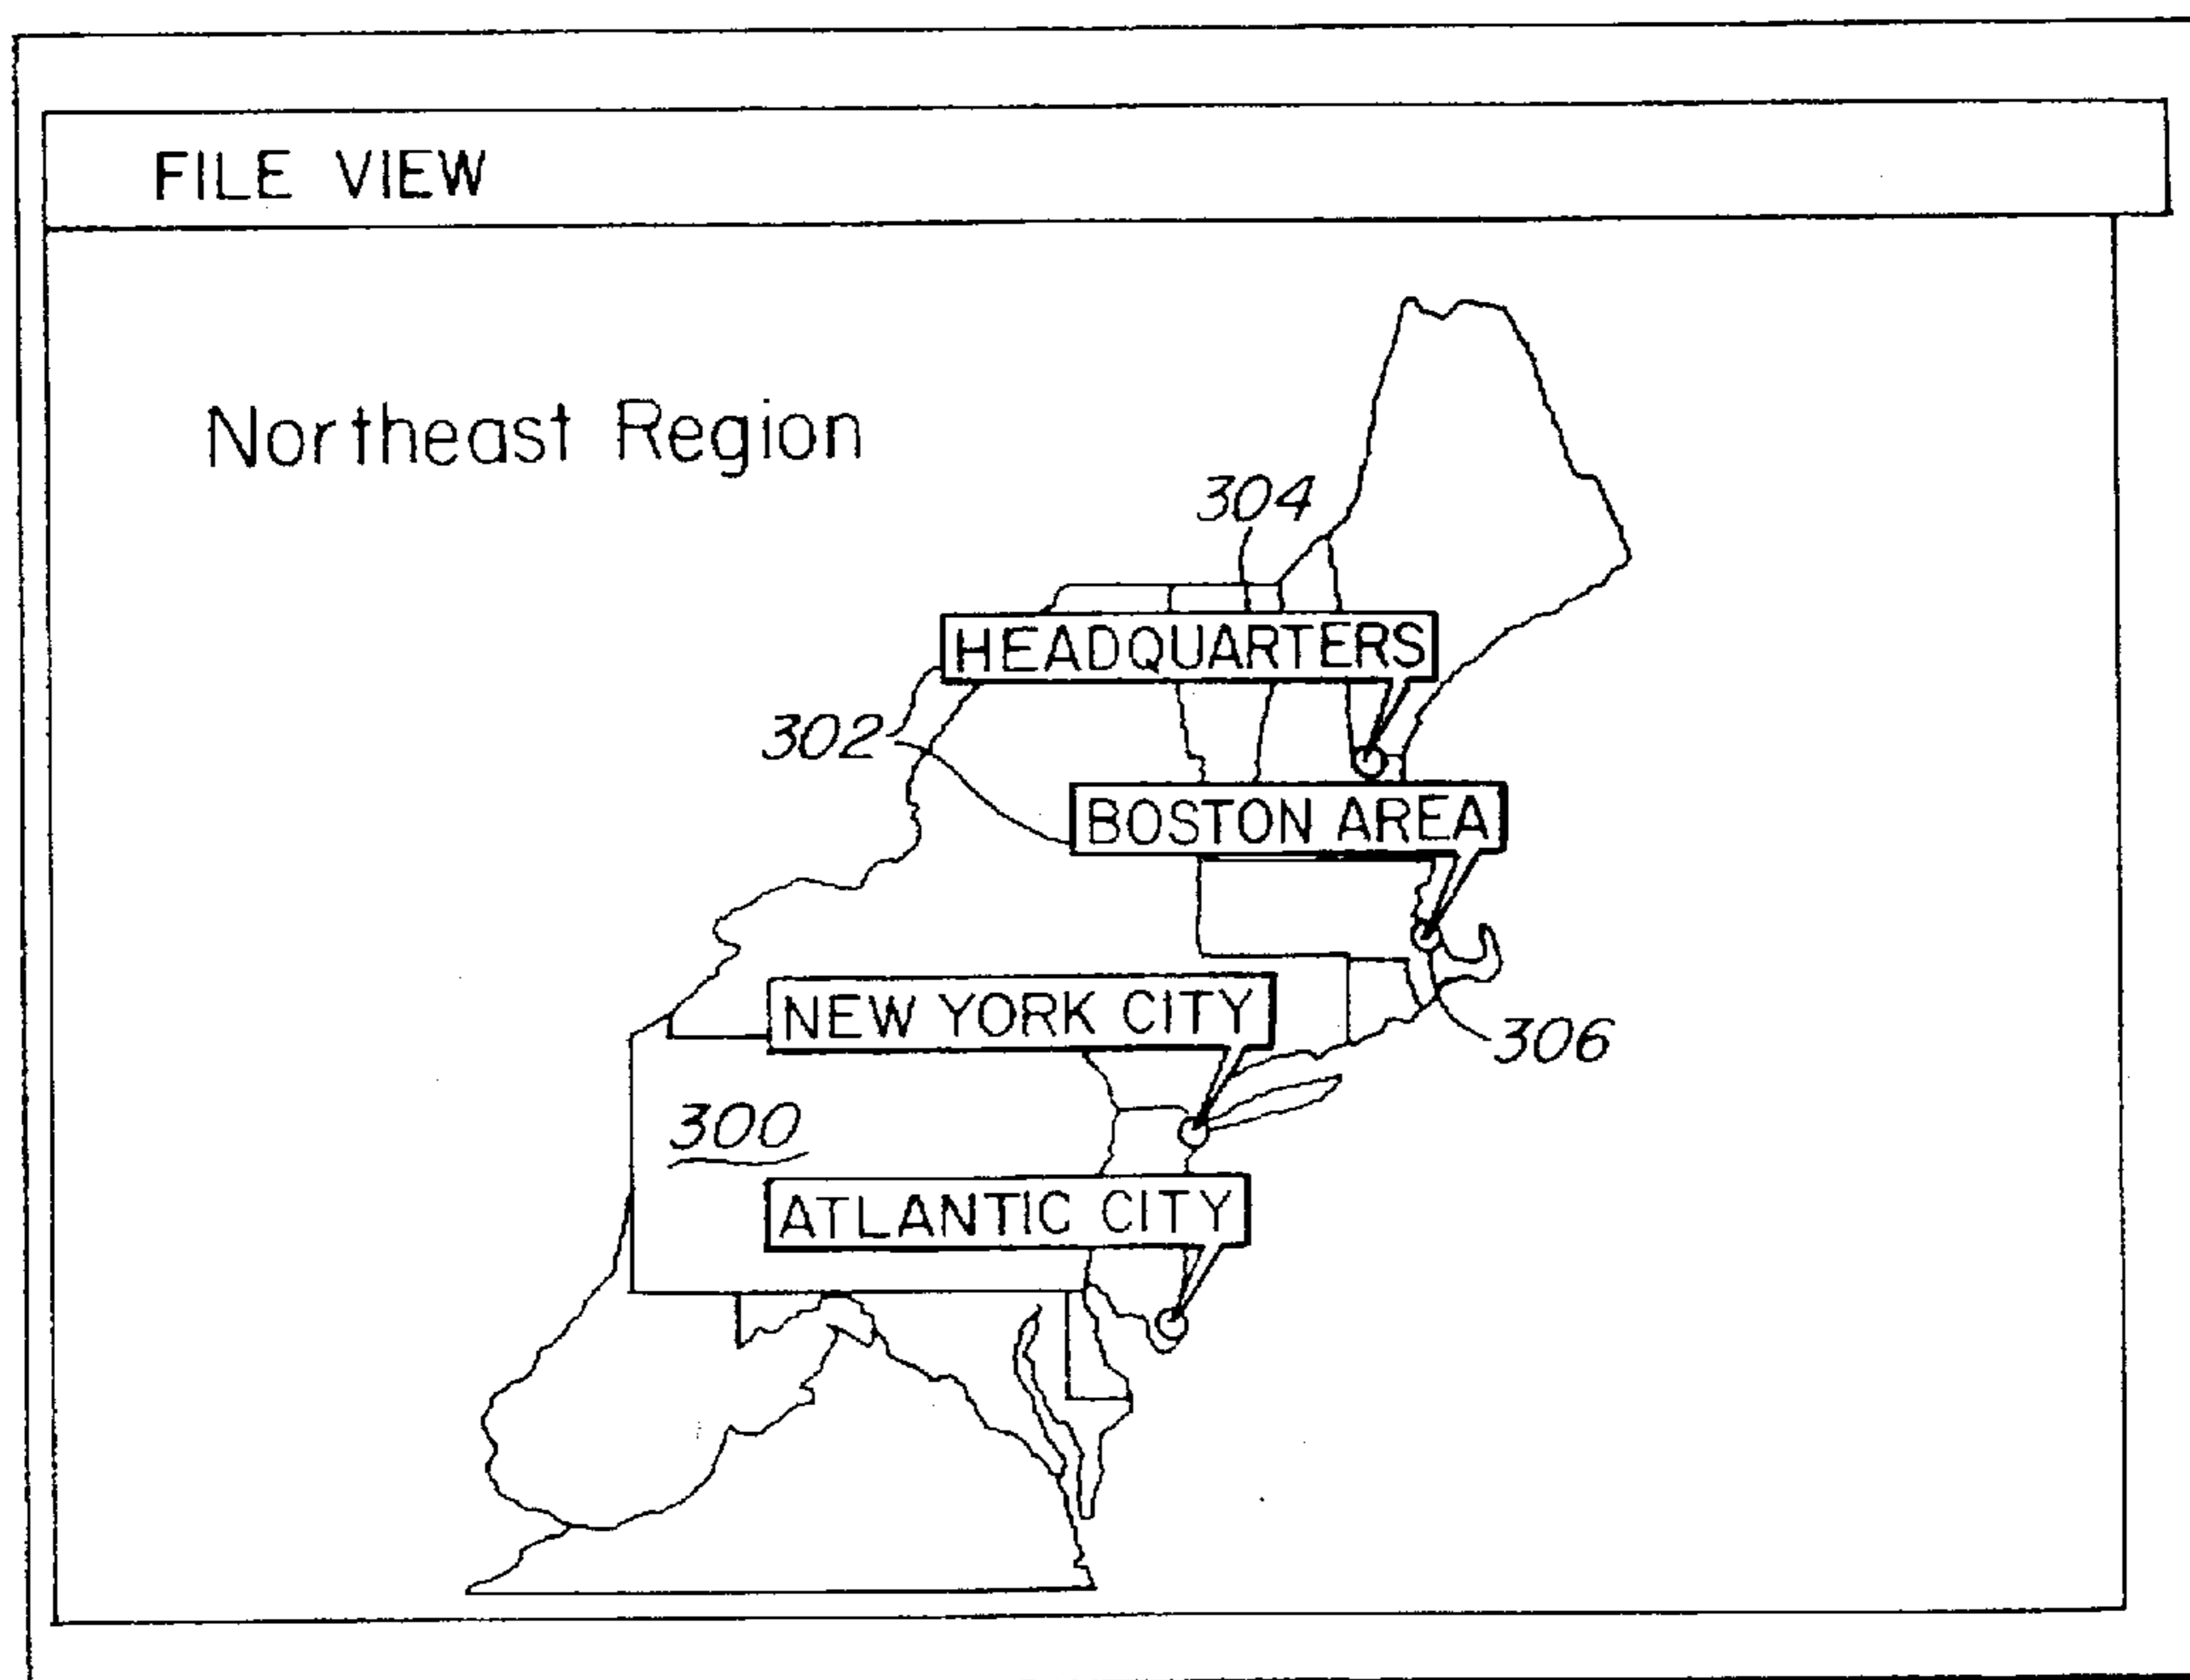 FILE VIEW
Northeast Region
304
HEADQUARTERS
302
BOSTON AREA
NEW YORK CITY
306
300
ATLANTIC CITY